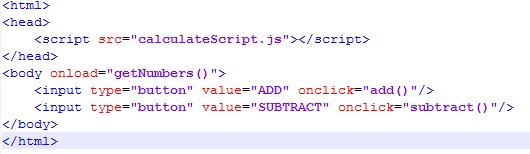 <html>
<head>
    <script src="calculateScript.js"></script>
</head>
<body onload="getNumbers()">
    <input type="button" value="ADD" onclick="add()"/>
    <input type="button" value="SUBTRACT" onclick="subtract()"/>
</body>
</html>